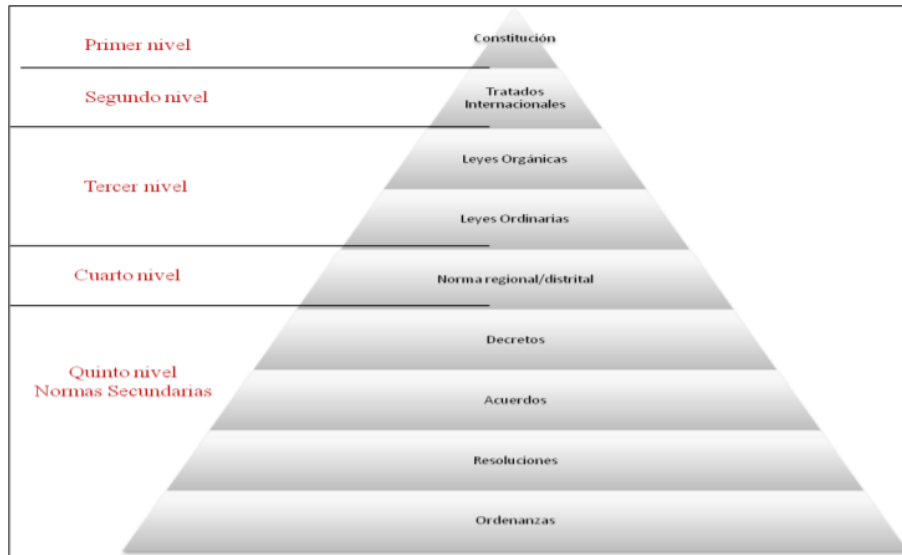 Primer nivel
Constitución
Segundo nivel
Tratados
Internacionales
Tercer nivel
Leyes Orgánicas
Leyes Ordinarias
Cuarto nivel
Norma regional/distrital
Quinto nivel
Normas Secundarias
Decretos
Acuerdos
Resoluciones
Ordenanzas